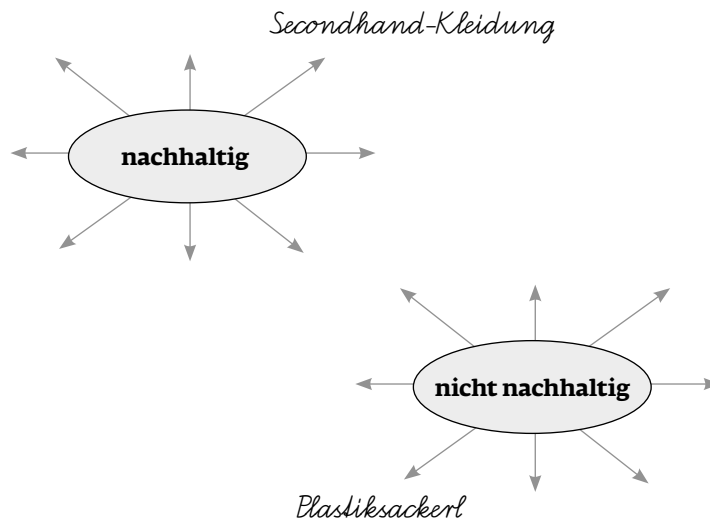 Secondhand-Kleidung
nachhaltig
nicht nachhaltig
Plastiksackerl